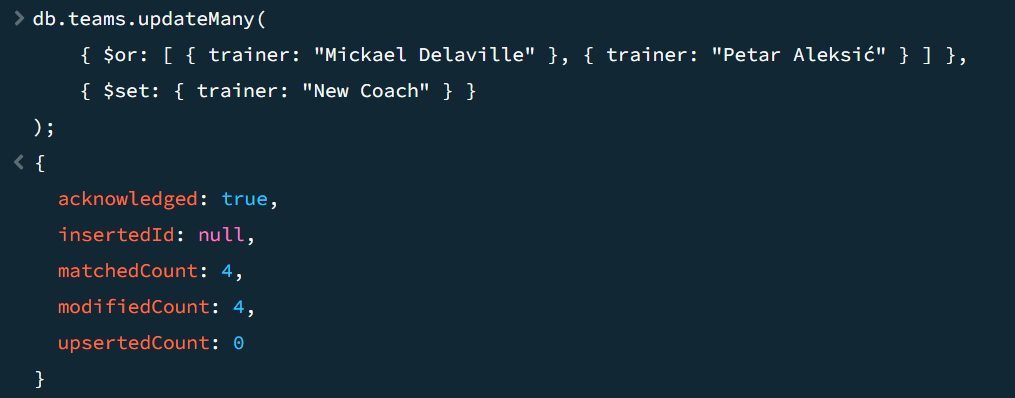 > db.teams.updateMany(
{ $or: [ { trainer: "Mickael Delaville" }, { trainer: "Petar Aleksić" } ] },
{ $set: { trainer: "New Coach" } }
);
< {
acknowledged: true,
insertedId: null,
matchedCount: 4,
modifiedCount: 4,
upsertedCount: 0
}